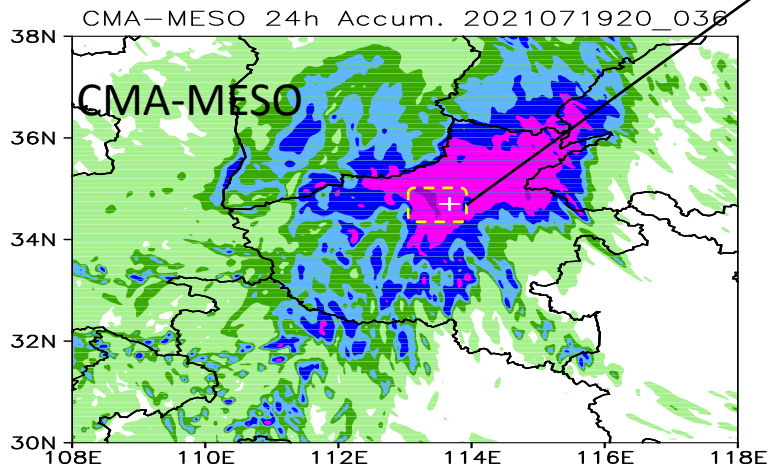 CMA-MESO 24h Accum. 2021071920_036
38N
CMA-MESO
36N
34N
32N
30N
108E 110E 112E 114E 116E 118E